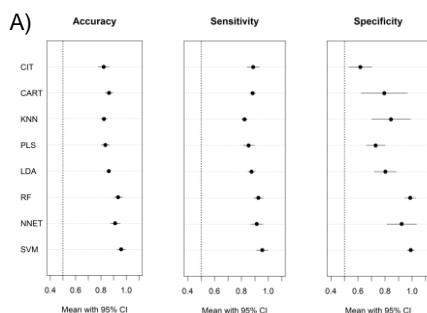 A)
Accuracy Sensitivity Specificity
CIT
CART
KNN
PLS
LDA
RF
NNET
SVM
0.4 0.6 0.8 1.0 0.4 0.6 0.8 1.0 0.4 0.6 0.8 1.0
Mean with 95% CI Mean with 95% CI Mean with 95% CI